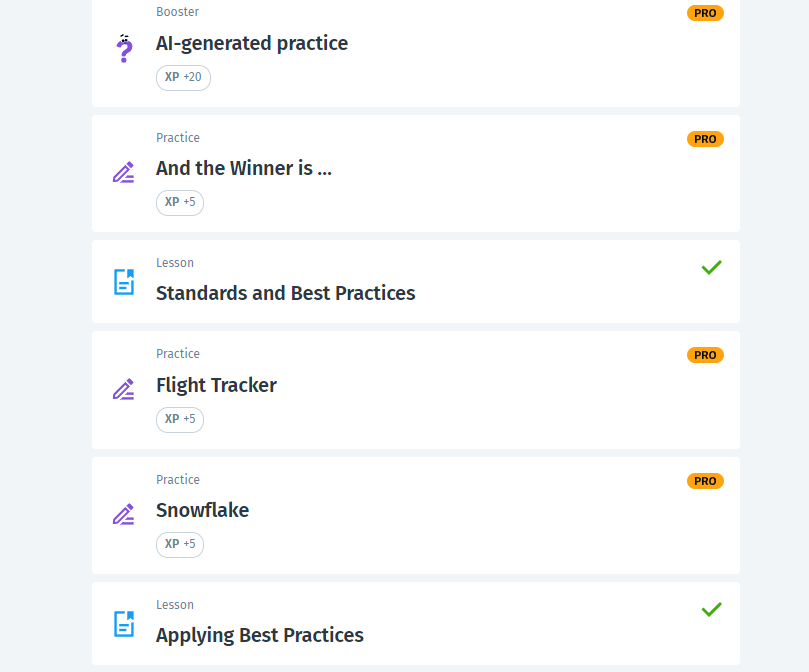 Booster
PRO
AI-generated practice
XP +20
Practice
PRO
And the Winner is ...
XP +5
Lesson
Standards and Best Practices
Practice
PRO
Flight Tracker
XP +5
Practice
PRO
Snowflake
XP +5
Lesson
Applying Best Practices